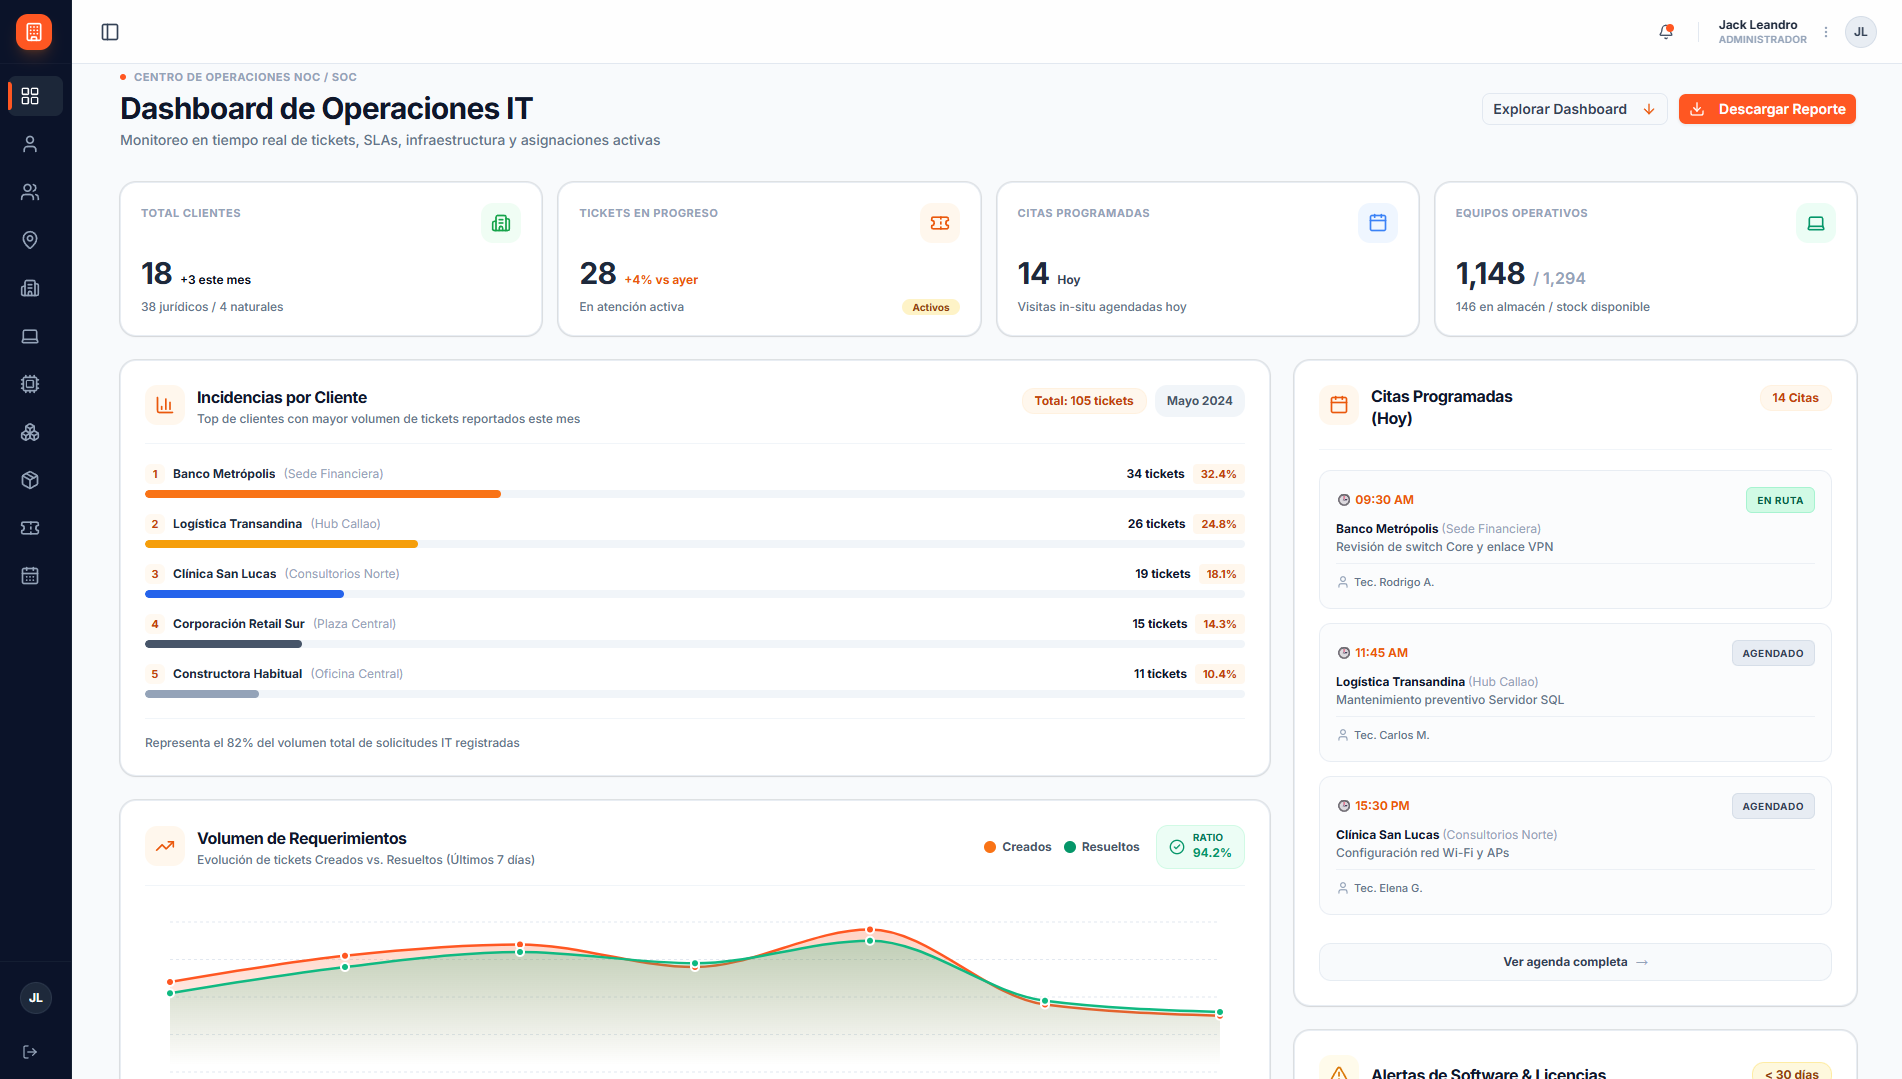 Jack Leandro
ADMINISTRADOR
JL
CENTRO DE OPERACIONES NOC / SOC
Dashboard de Operaciones IT
Monitoreo en tiempo real de tickets, SLAs, infraestructura y asignaciones activas
Explorar Dashboard ↓
Descargar Reporte
TOTAL CLIENTES
18 +3 este mes
38 jurídicos / 4 naturales
TICKETS EN PROGRESO
28 +4% vs ayer
En atención activa
Activos
CITAS PROGRAMADAS
14 Hoy
Visitas in-situ agendadas hoy
EQUIPOS OPERATIVOS
1,148 / 1,294
146 en almacén / stock disponible
Incidencias por Cliente
Top de clientes con mayor volumen de tickets reportados este mes
Total: 105 tickets
Mayo 2024
1 Banco Metrópolis (Sede Financiera) 34 tickets 32.4%
2 Logística Transandina (Hub Callao) 26 tickets 24.8%
3 Clínica San Lucas (Consultorios Norte) 19 tickets 18.1%
4 Corporación Retail Sur (Plaza Central) 15 tickets 14.3%
5 Constructora Habitual (Oficina Central) 11 tickets 10.4%
Representa el 82% del volumen total de solicitudes IT registradas
Volumen de Requerimientos
Evolución de tickets Creados vs. Resueltos (Últimos 7 días)
Creados
Resueltos
RATIO
94.2%
Citas Programadas
(Hoy)
14 Citas
09:30 AM
EN RUTA
Banco Metrópolis (Sede Financiera)
Revisión de switch Core y enlace VPN
Tec. Rodrigo A.
11:45 AM
AGENDADO
Logística Transandina (Hub Callao)
Mantenimiento preventivo Servidor SQL
Tec. Carlos M.
15:30 PM
AGENDADO
Clínica San Lucas (Consultorios Norte)
Configuración red Wi-Fi y APs
Tec. Elena G.
Ver agenda completa →
Alertas de Software & Licencias
< 30 días
JL